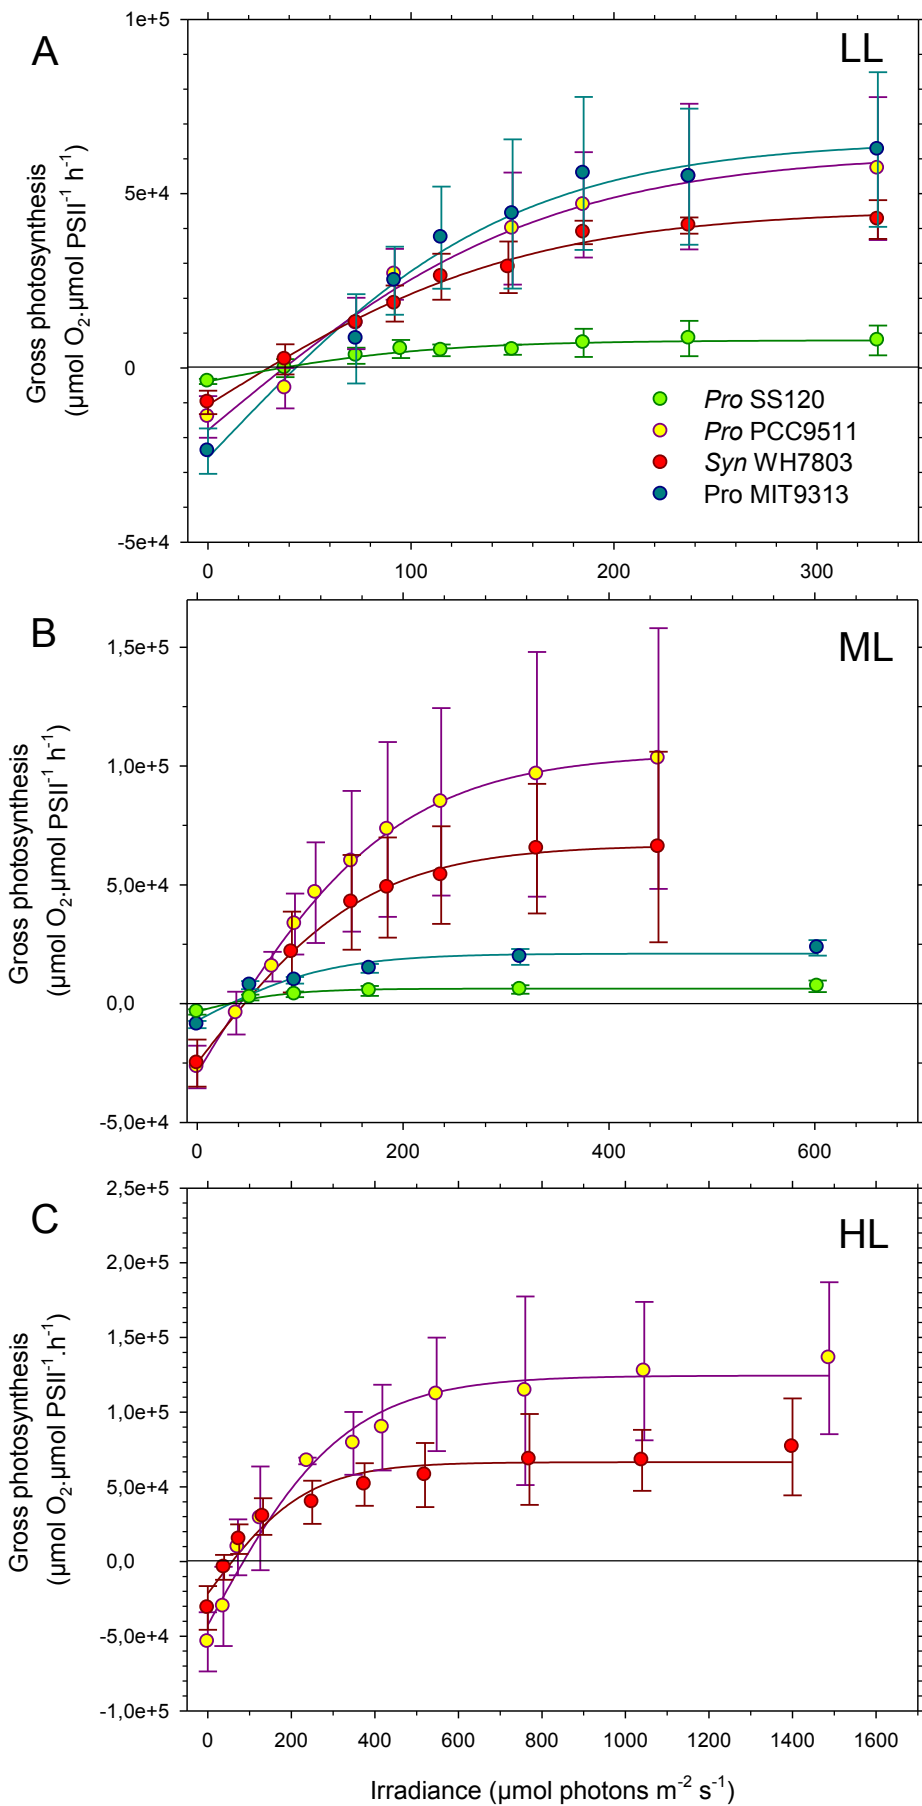 A
LL
Gross photosynthesis
(µmol O₂.µmol PSII⁻¹ h⁻¹)
1e+5
5e+4
0
-5e+4
Pro SS120
Pro PCC9511
Syn WH7803
Pro MIT9313
0 100 200 300
B
ML
Gross photosynthesis
(µmol O₂.µmol PSII⁻¹ h⁻¹)
1,5e+5
1,0e+5
5,0e+4
0,0
-5,0e+4
0 200 400 600
C
HL
Gross photosynthesis
(µmol O₂.µmol PSII⁻¹.h⁻¹)
2,5e+5
2,0e+5
1,5e+5
1,0e+5
5,0e+4
0,0
-5,0e+4
-1,0e+5
0 200 400 600 800 1000 1200 1400 1600
Irradiance (µmol photons m⁻² s⁻¹)